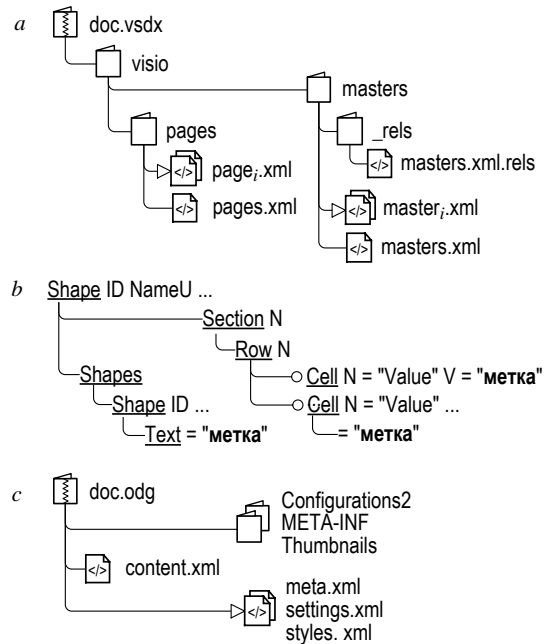 a doc.vsdx
visio
masters
pages
_rels
page_i.xml
masters.xml.rels
pages.xml
master_i.xml
masters.xml
b Shape ID NameU ...
Section N
Row N
Shapes
Cell N = "Value" V = "метка"
Shape ID ...
Cell N = "Value" ...
Text = "метка"
= "метка"
c doc.odg
Configurations2
META-INF
Thumbnails
content.xml
meta.xml
settings.xml
styles. xml